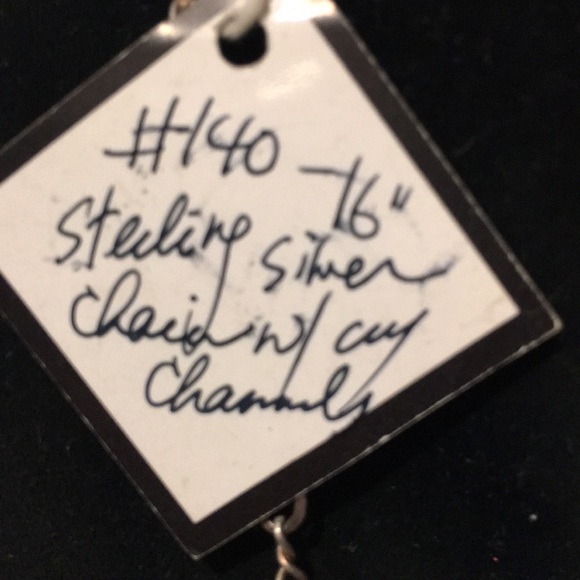 #140 - 16"
Sterling Silver
Chain w/
Channels